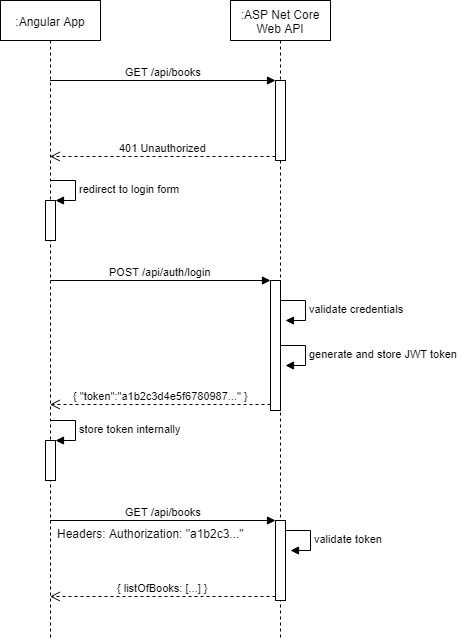 :Angular App
:ASP Net Core
Web API
GET /api/books
401 Unauthorized
redirect to login form
POST /api/auth/login
validate credentials
generate and store JWT token
{ "token":"a1b2c3d4e5f6780987..." }
store token internally
GET /api/books
Headers: Authorization: "a1b2c3..."
validate token
{ listOfBooks: [...] }